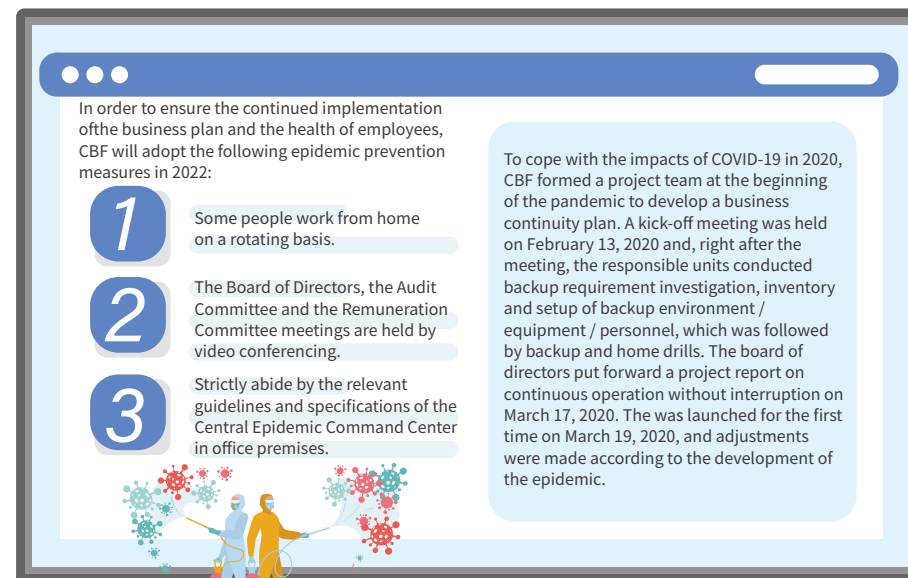 In order to ensure the continued implementation
ofthe business plan and the health of employees,
CBF will adopt the following epidemic prevention
measures in 2022:
1
Some people work from home
on a rotating basis.
2
The Board of Directors, the Audit
Committee and the Remuneration
Committee meetings are held by
video conferencing.
3
Strictly abide by the relevant
guidelines and specifications of the
Central Epidemic Command Center
in office premises.
To cope with the impacts of COVID-19 in 2020,
CBF formed a project team at the beginning
of the pandemic to develop a business
continuity plan. A kick-off meeting was held
on February 13, 2020 and, right after the
meeting, the responsible units conducted
backup requirement investigation, inventory
and setup of backup environment /
equipment / personnel, which was followed
by backup and home drills. The board of
directors put forward a project report on
continuous operation without interruption on
March 17, 2020. The was launched for the first
time on March 19, 2020, and adjustments
were made according to the development of
the epidemic.